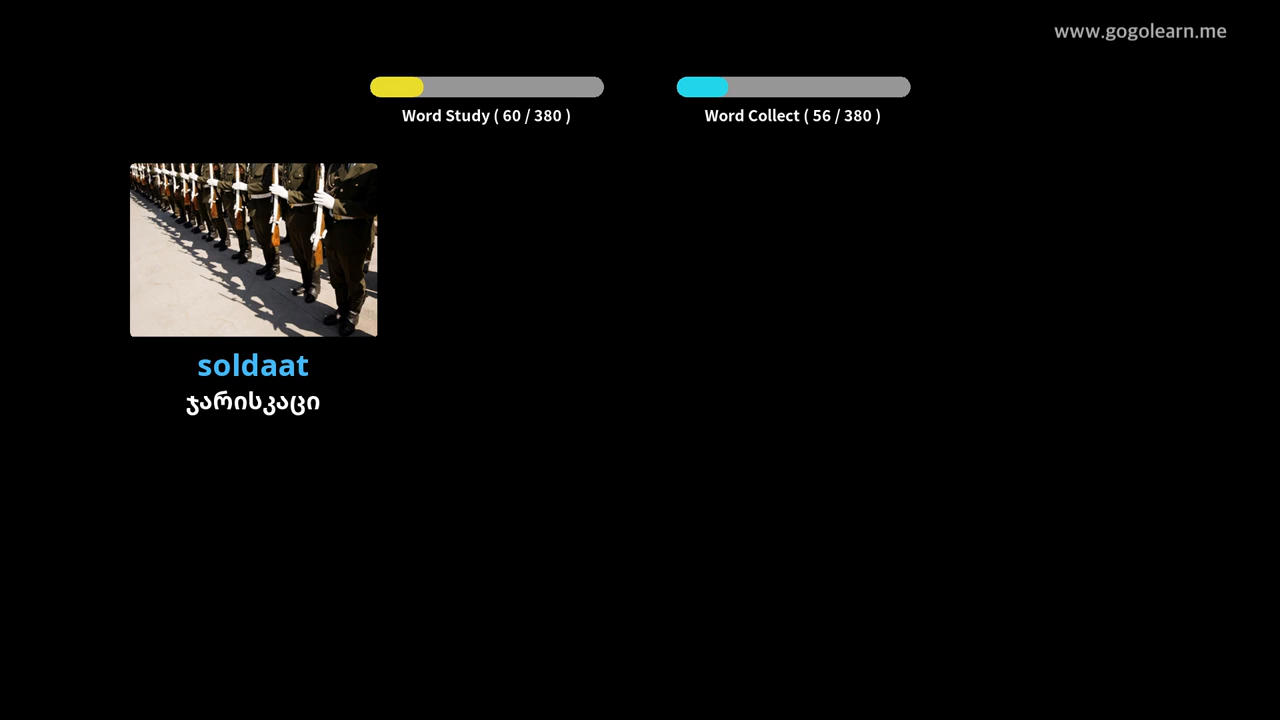 www.gogolearn.me
Word Study ( 60 / 380 )
Word Collect ( 56 / 380 )
soldaat
ჯარისკაცი